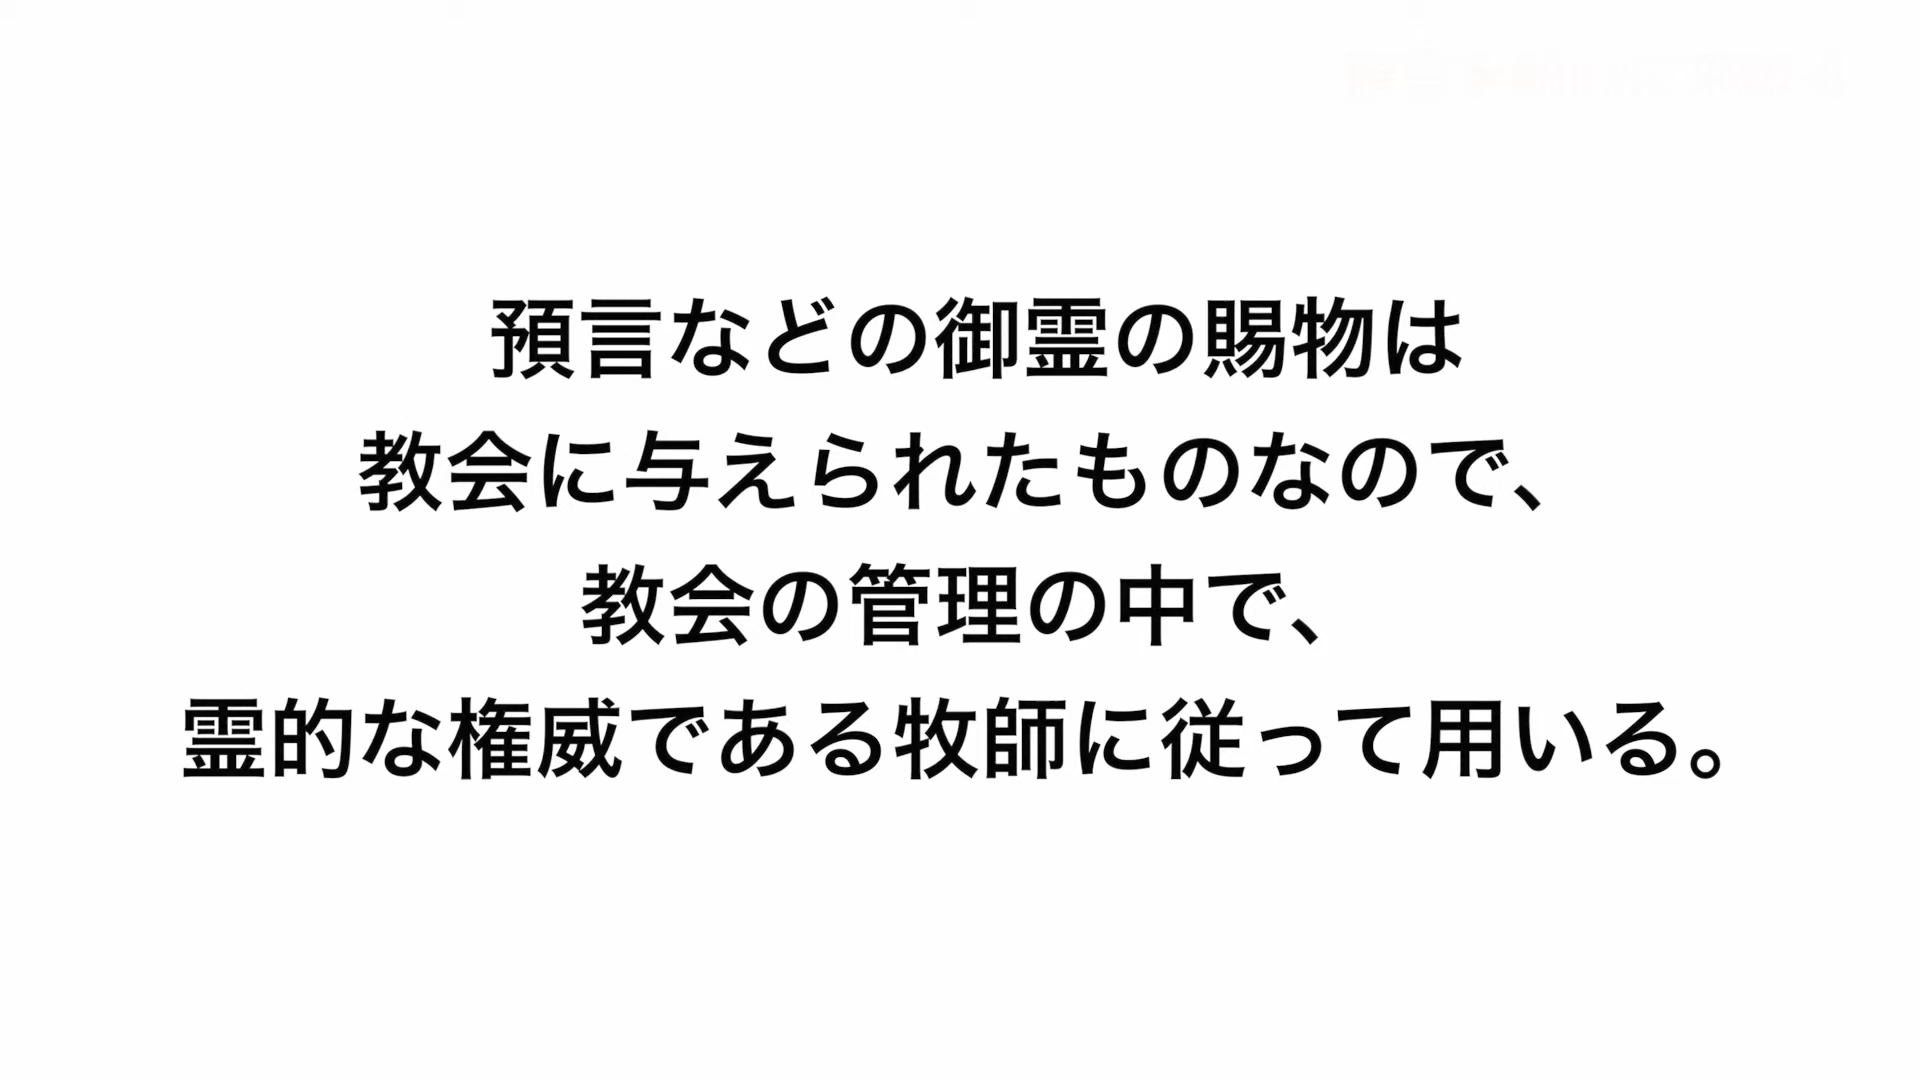 預言などの御霊の賜物は
教会に与えられたものなので、
教会の管理の中で、
霊的な権威である牧師に従って用いる。